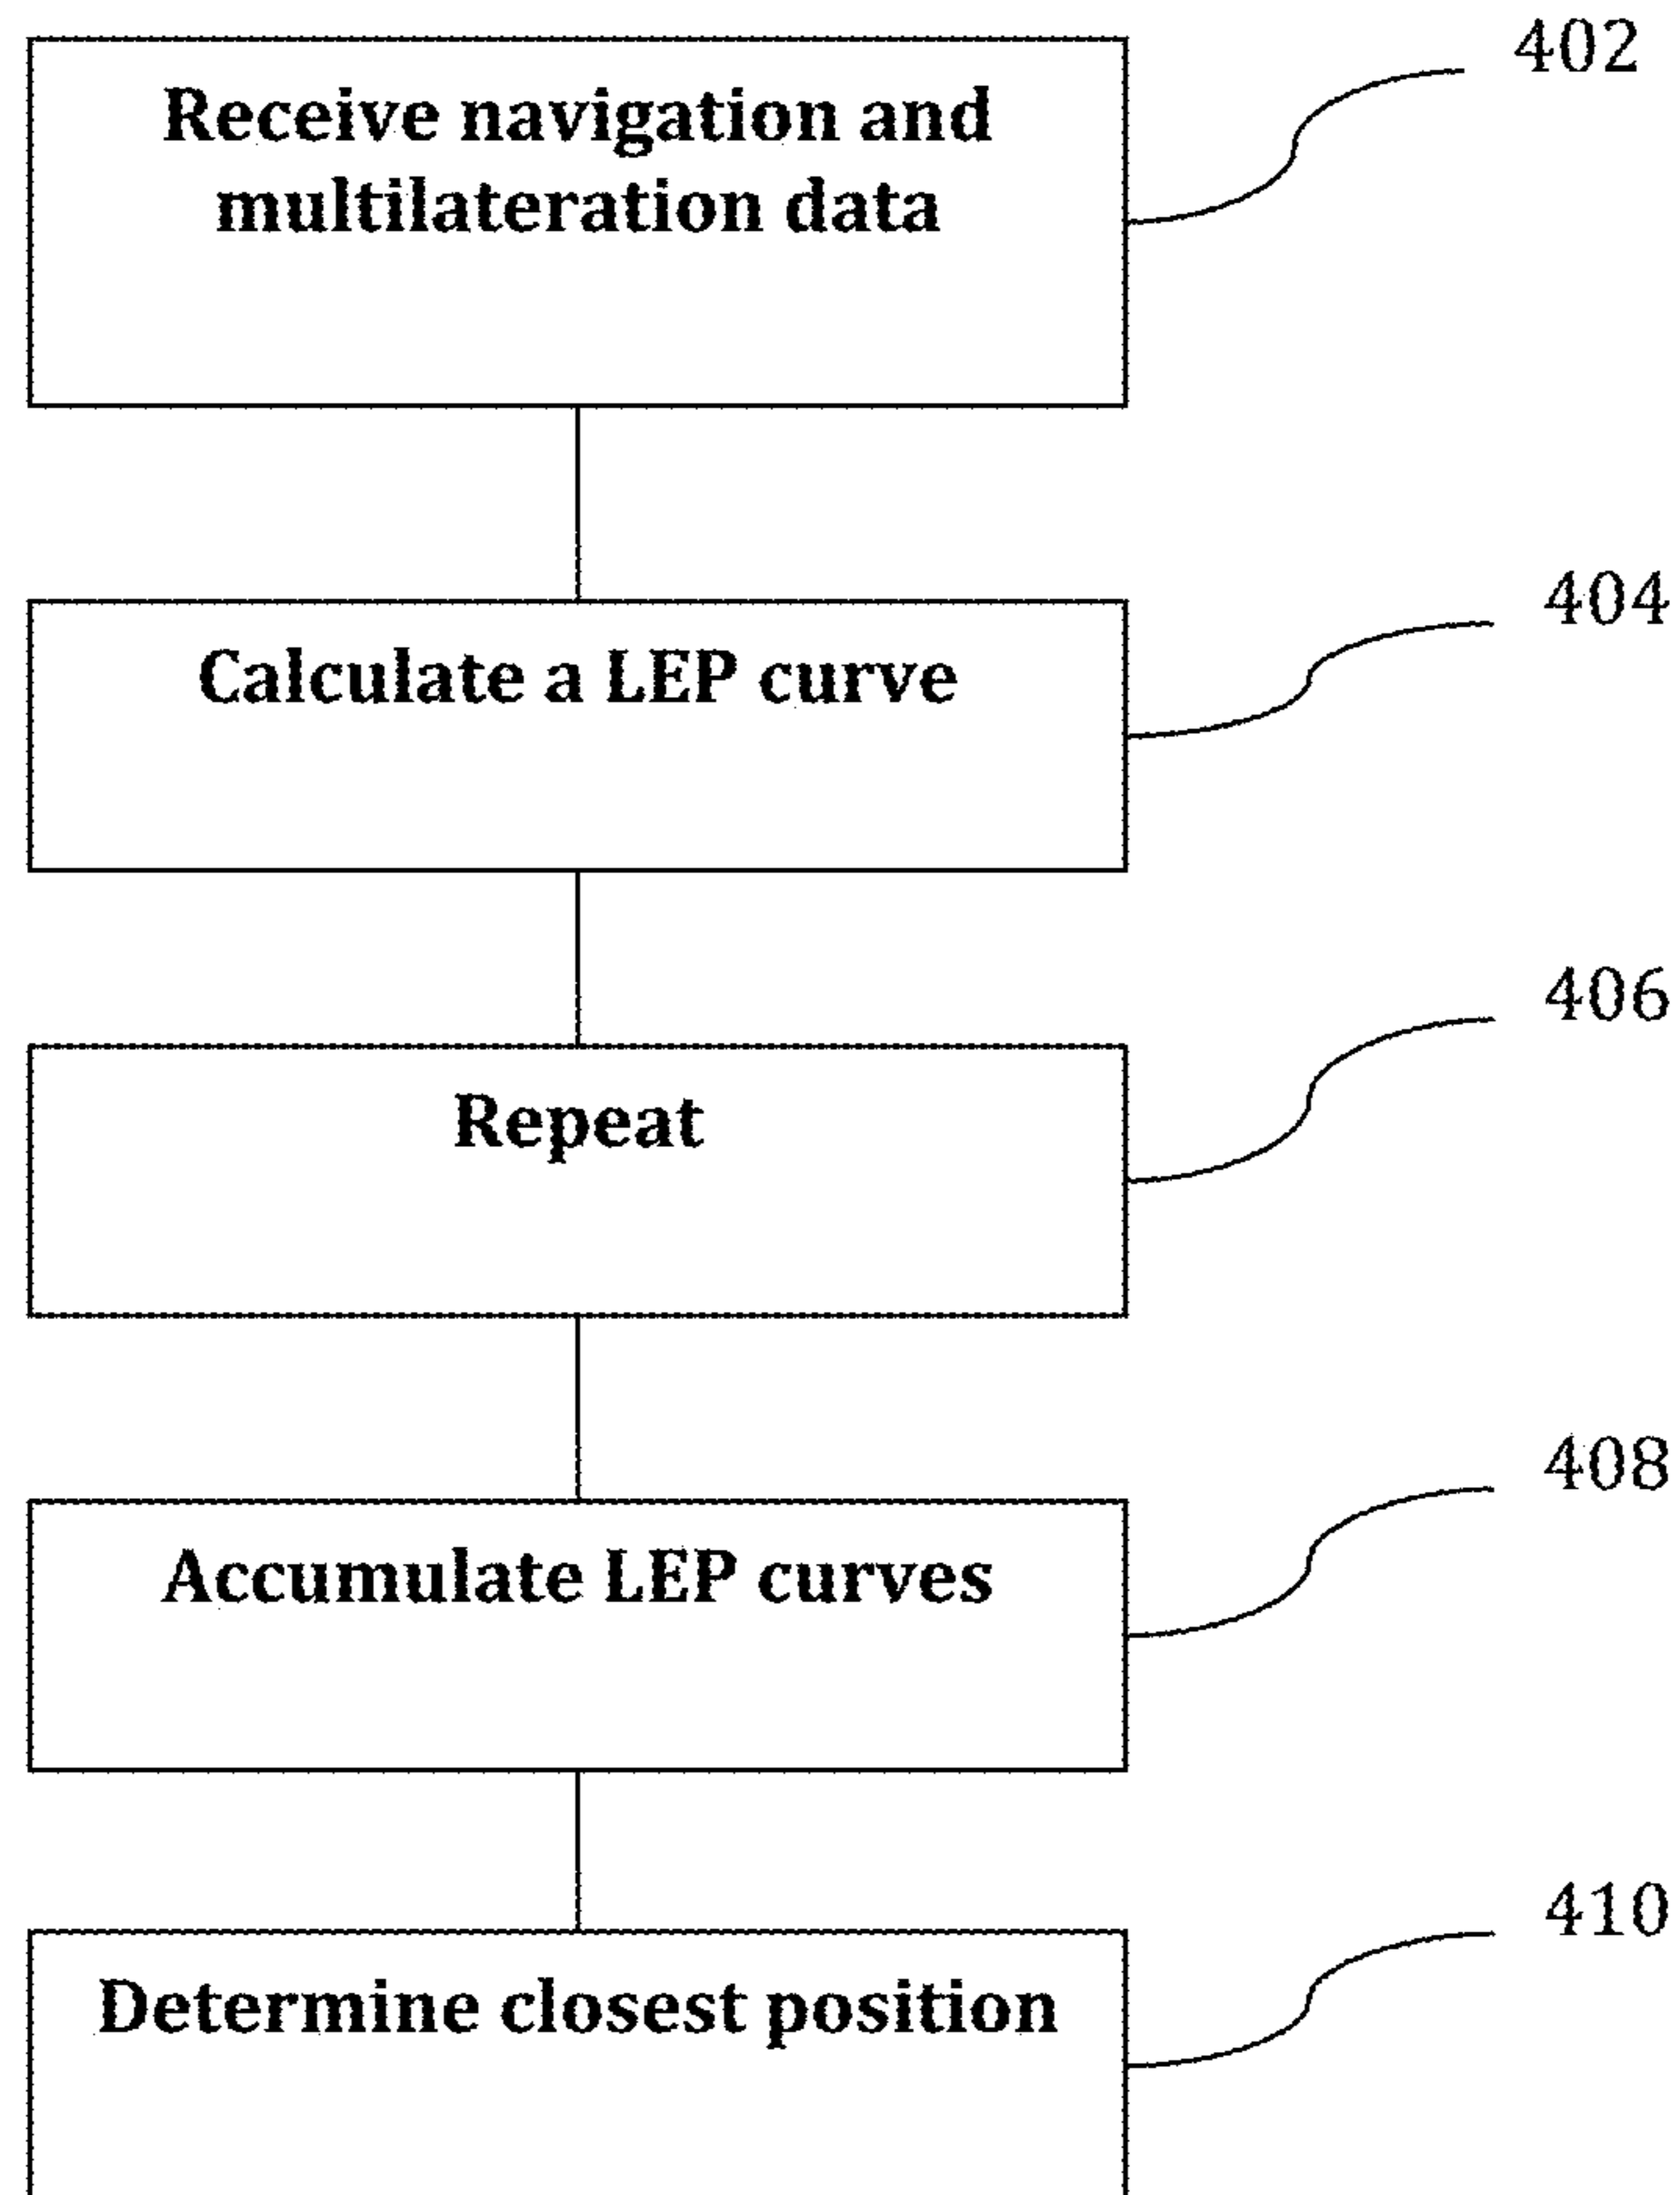 402
Receive navigation and
multilateration data
404
Calculate a LEP curve
406
Repeat
408
Accumulate LEP curves
410
Determine closest position